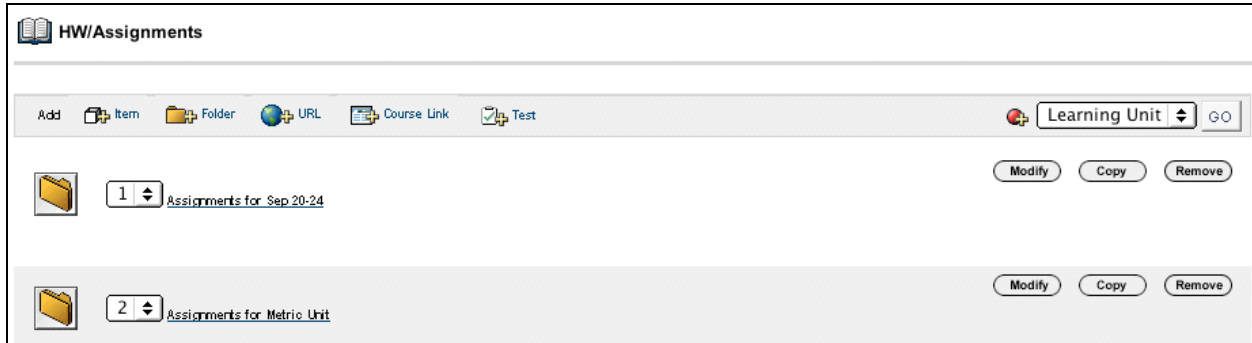 HW/Assignments
Add Item Folder URL Course Link Test Learning Unit GO
Modify Copy Remove
1 Assignments for Sep 20-24
Modify Copy Remove
2 Assignments for Metric Unit